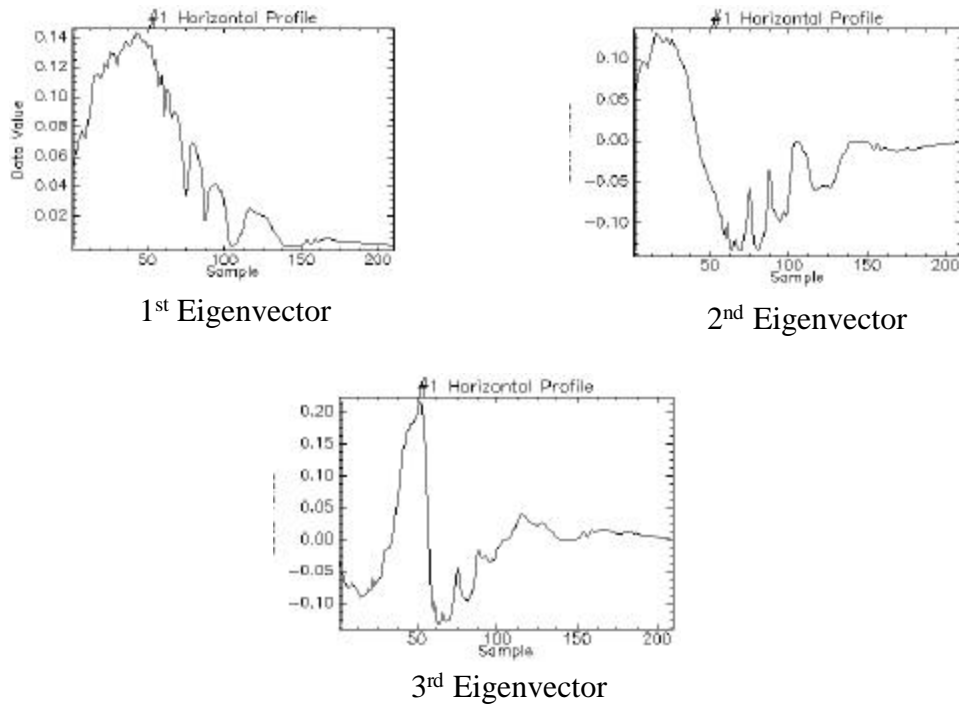 #1 Horizontal Profile
0.14
0.12
0.10
0.08
0.06
0.04
0.02
Data Value
50 100 150 200
Sample
1st Eigenvector
#1 Horizontal Profile
0.10
0.05
0.00
−0.05
−0.10
50 100 150 200
Sample
2nd Eigenvector
#1 Horizontal Profile
0.20
0.15
0.10
0.05
0.00
−0.05
−0.10
50 100 150 200
Sample
3rd Eigenvector